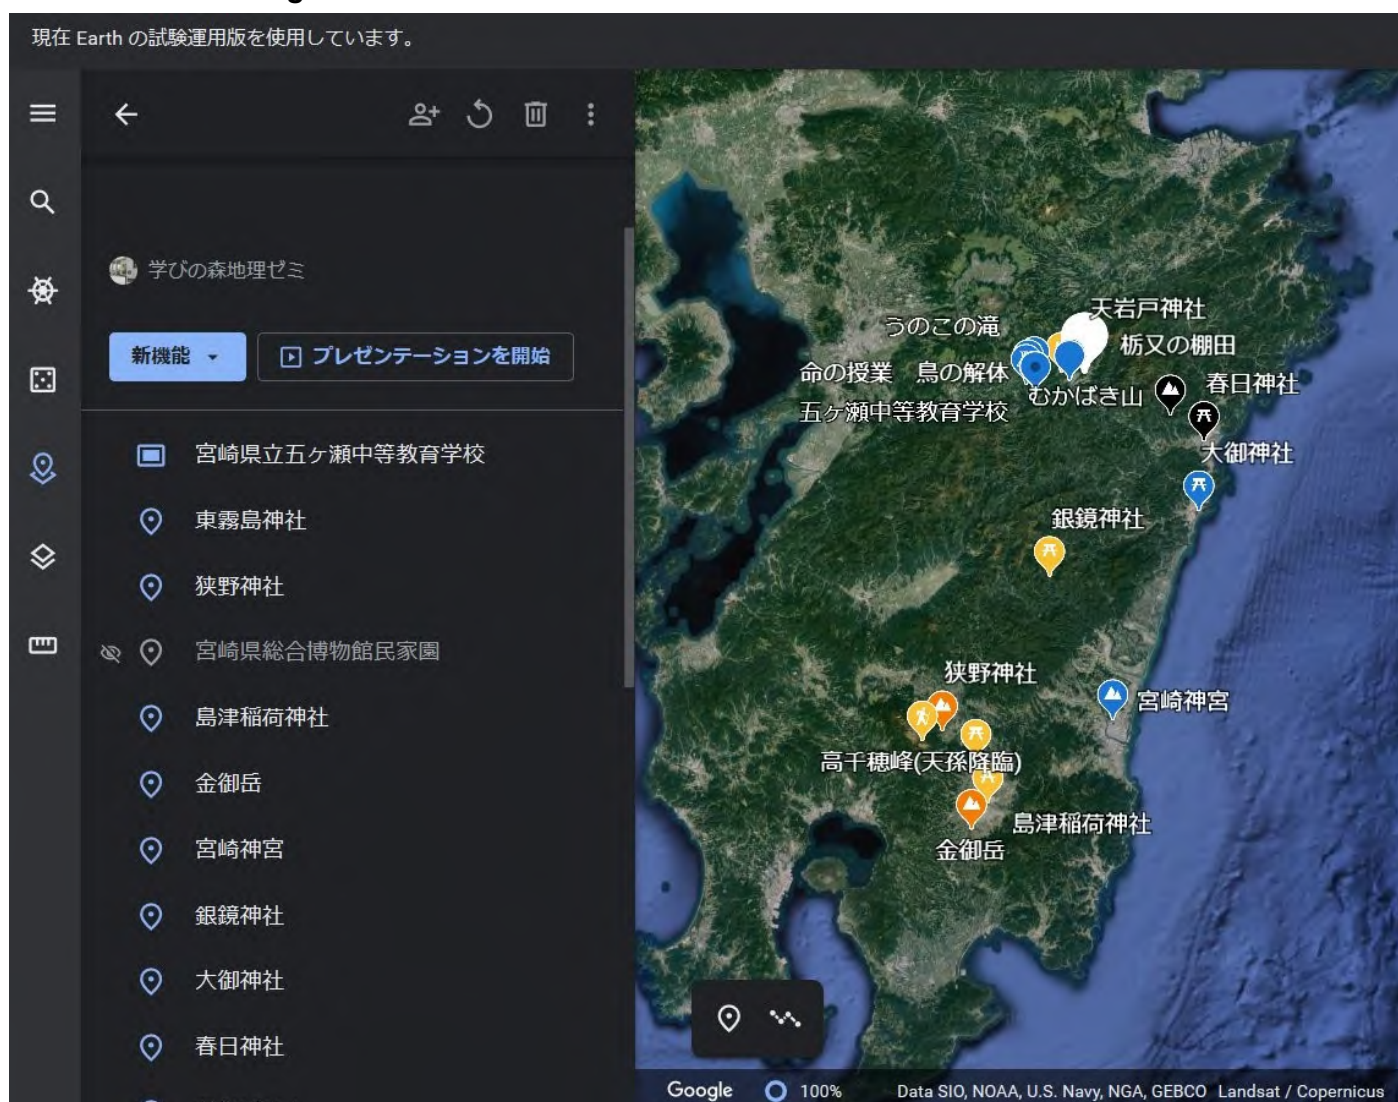 現在 Earth の試験運用版を使用しています。
学びの森地理ゼミ
新機能
プレゼンテーションを開始
宮崎県立五ヶ瀬中等教育学校
東霧島神社
狭野神社
宮崎県総合博物館民家園
島津稲荷神社
金御岳
宮崎神宮
銀鏡神社
大御神社
春日神社
天岩戸神社
うのこの滝
栃又の棚田
命の授業 鳥の解体
むかばき山
春日神社
五ヶ瀬中等教育学校
大御神社
銀鏡神社
狭野神社
宮崎神宮
高千穂峰(天孫降臨)
島津稲荷神社
金御岳
Google 100% Data SIO, NOAA, U.S. Navy, NGA, GEBCO Landsat / Copernicus